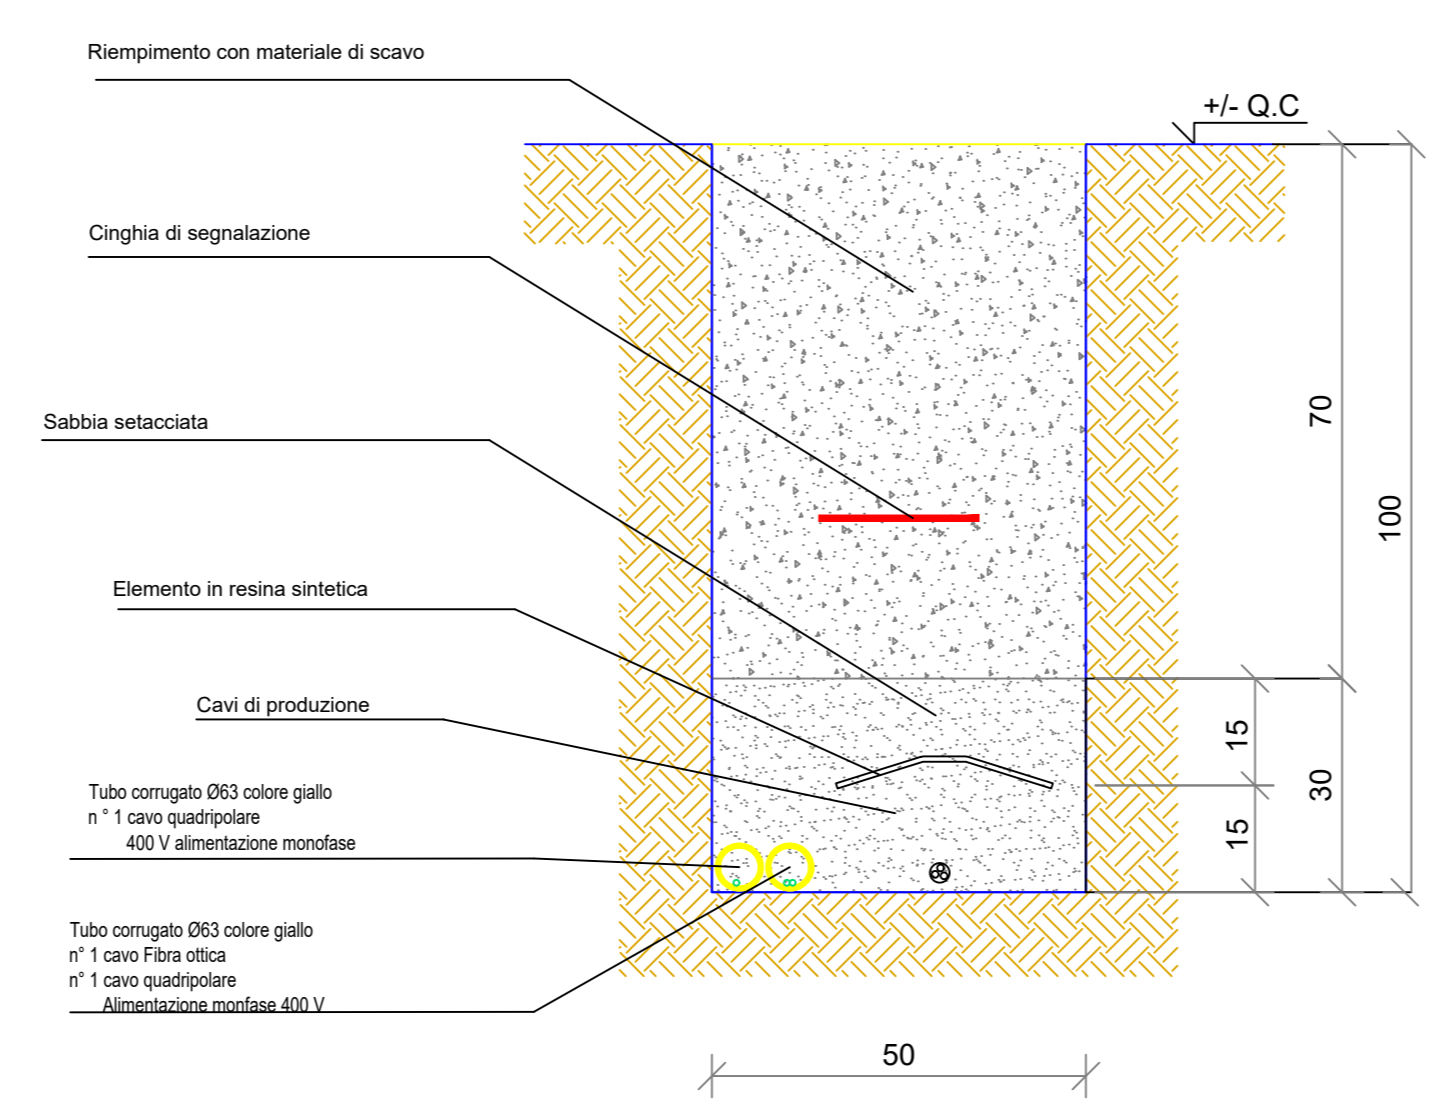 Riempimento con materiale di scavo
+/- Q.C
Cinghia di segnalazione
Sabbia setacciata
70
100
Elemento in resina sintetica
Cavi di produzione
15
30
15
Tubo corrugato Ø63 colore giallo
n ° 1 cavo quadripolare
400 V alimentazione monofase
Tubo corrugato Ø63 colore giallo
n° 1 cavo Fibra ottica
n° 1 cavo quadripolare
Alimentazione monfase 400 V
50